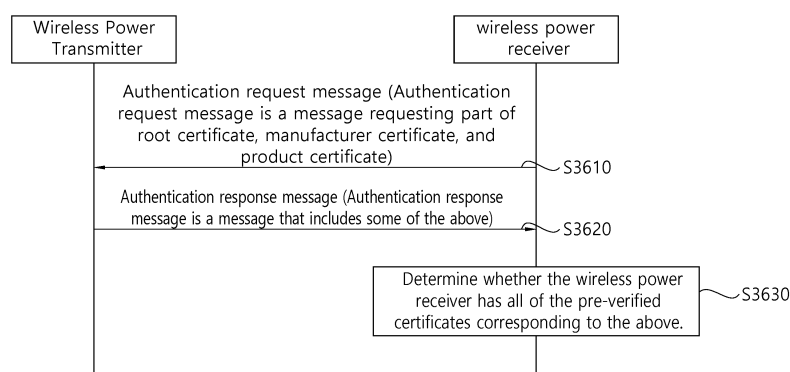 Wireless Power
Transmitter
wireless power
receiver
Authentication request message (Authentication
request message is a message requesting part of
root certificate, manufacturer certificate, and
product certificate)
S3610
Authentication response message (Authentication response
message is a message that includes some of the above)
S3620
Determine whether the wireless power
receiver has all of the pre-verified
certificates corresponding to the above.
S3630